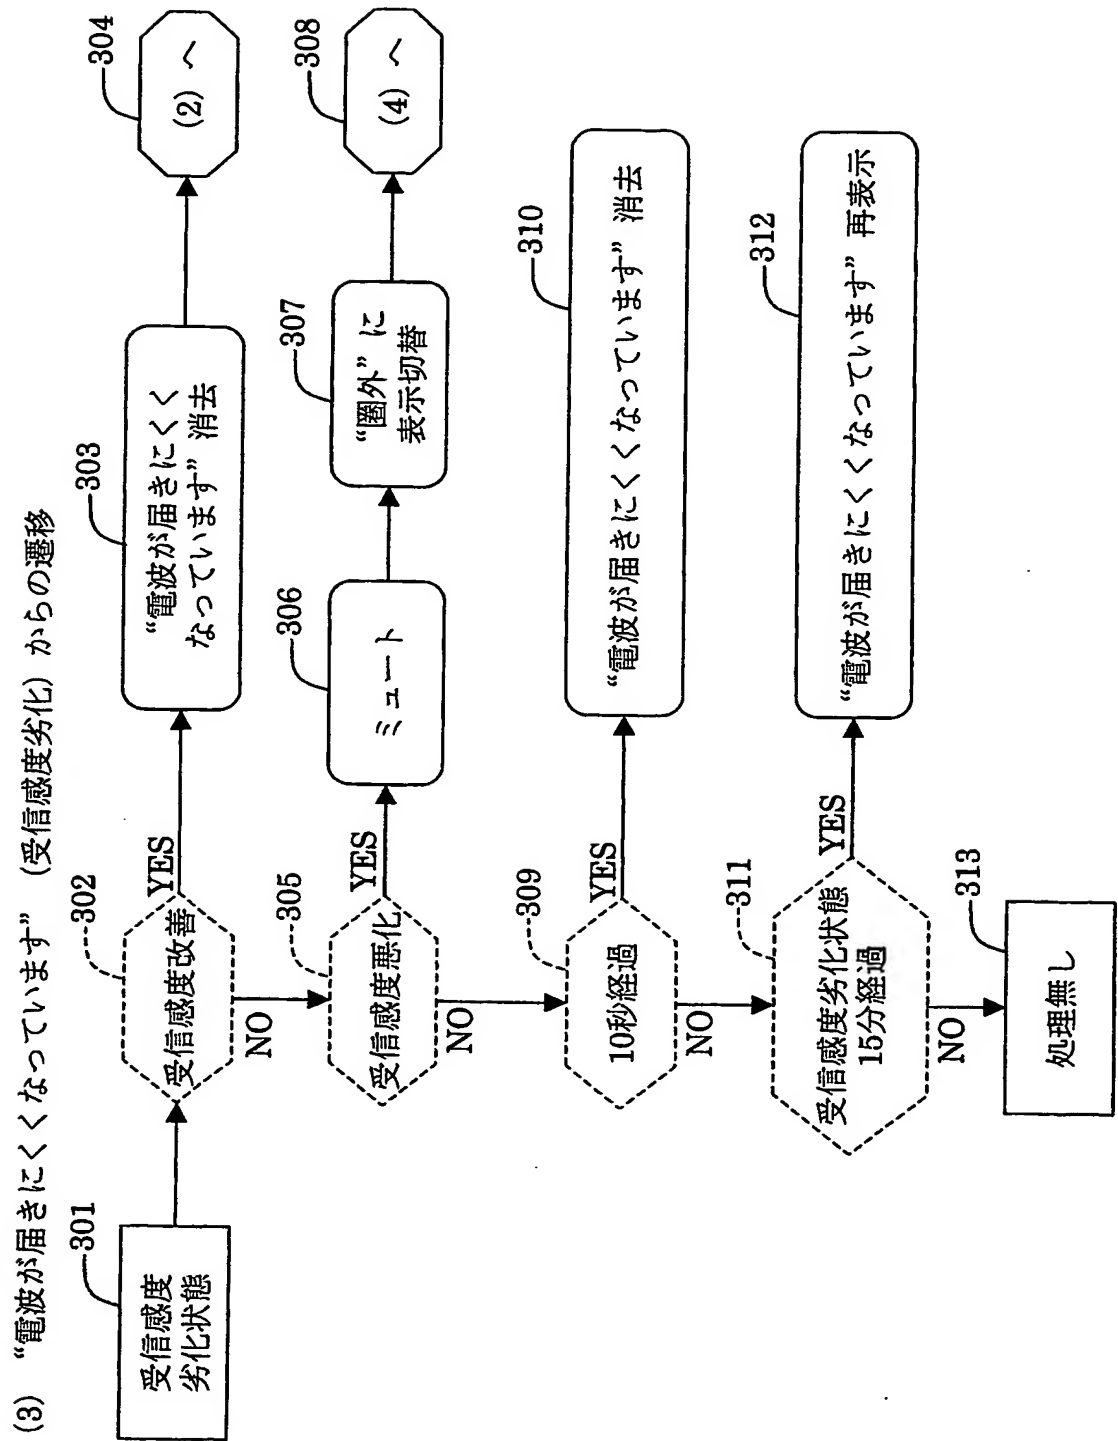 (3) “電波が届きにくくなっています” (受信感度劣化) からの遷移
301
受信感度
劣化状態
302
受信感度改善
YES
NO
303
“電波が届きにくく
なっています” 消去
304
(2) へ
305
受信感度悪化
YES
NO
306
ミュート
307
“圏外” に
表示切替
308
(4) へ
309
10秒経過
YES
NO
310
“電波が届きにくくなっています” 消去
311
受信感度劣化状態
15分経過
YES
NO
312
“電波が届きにくくなっています” 再表示
313
処理無し